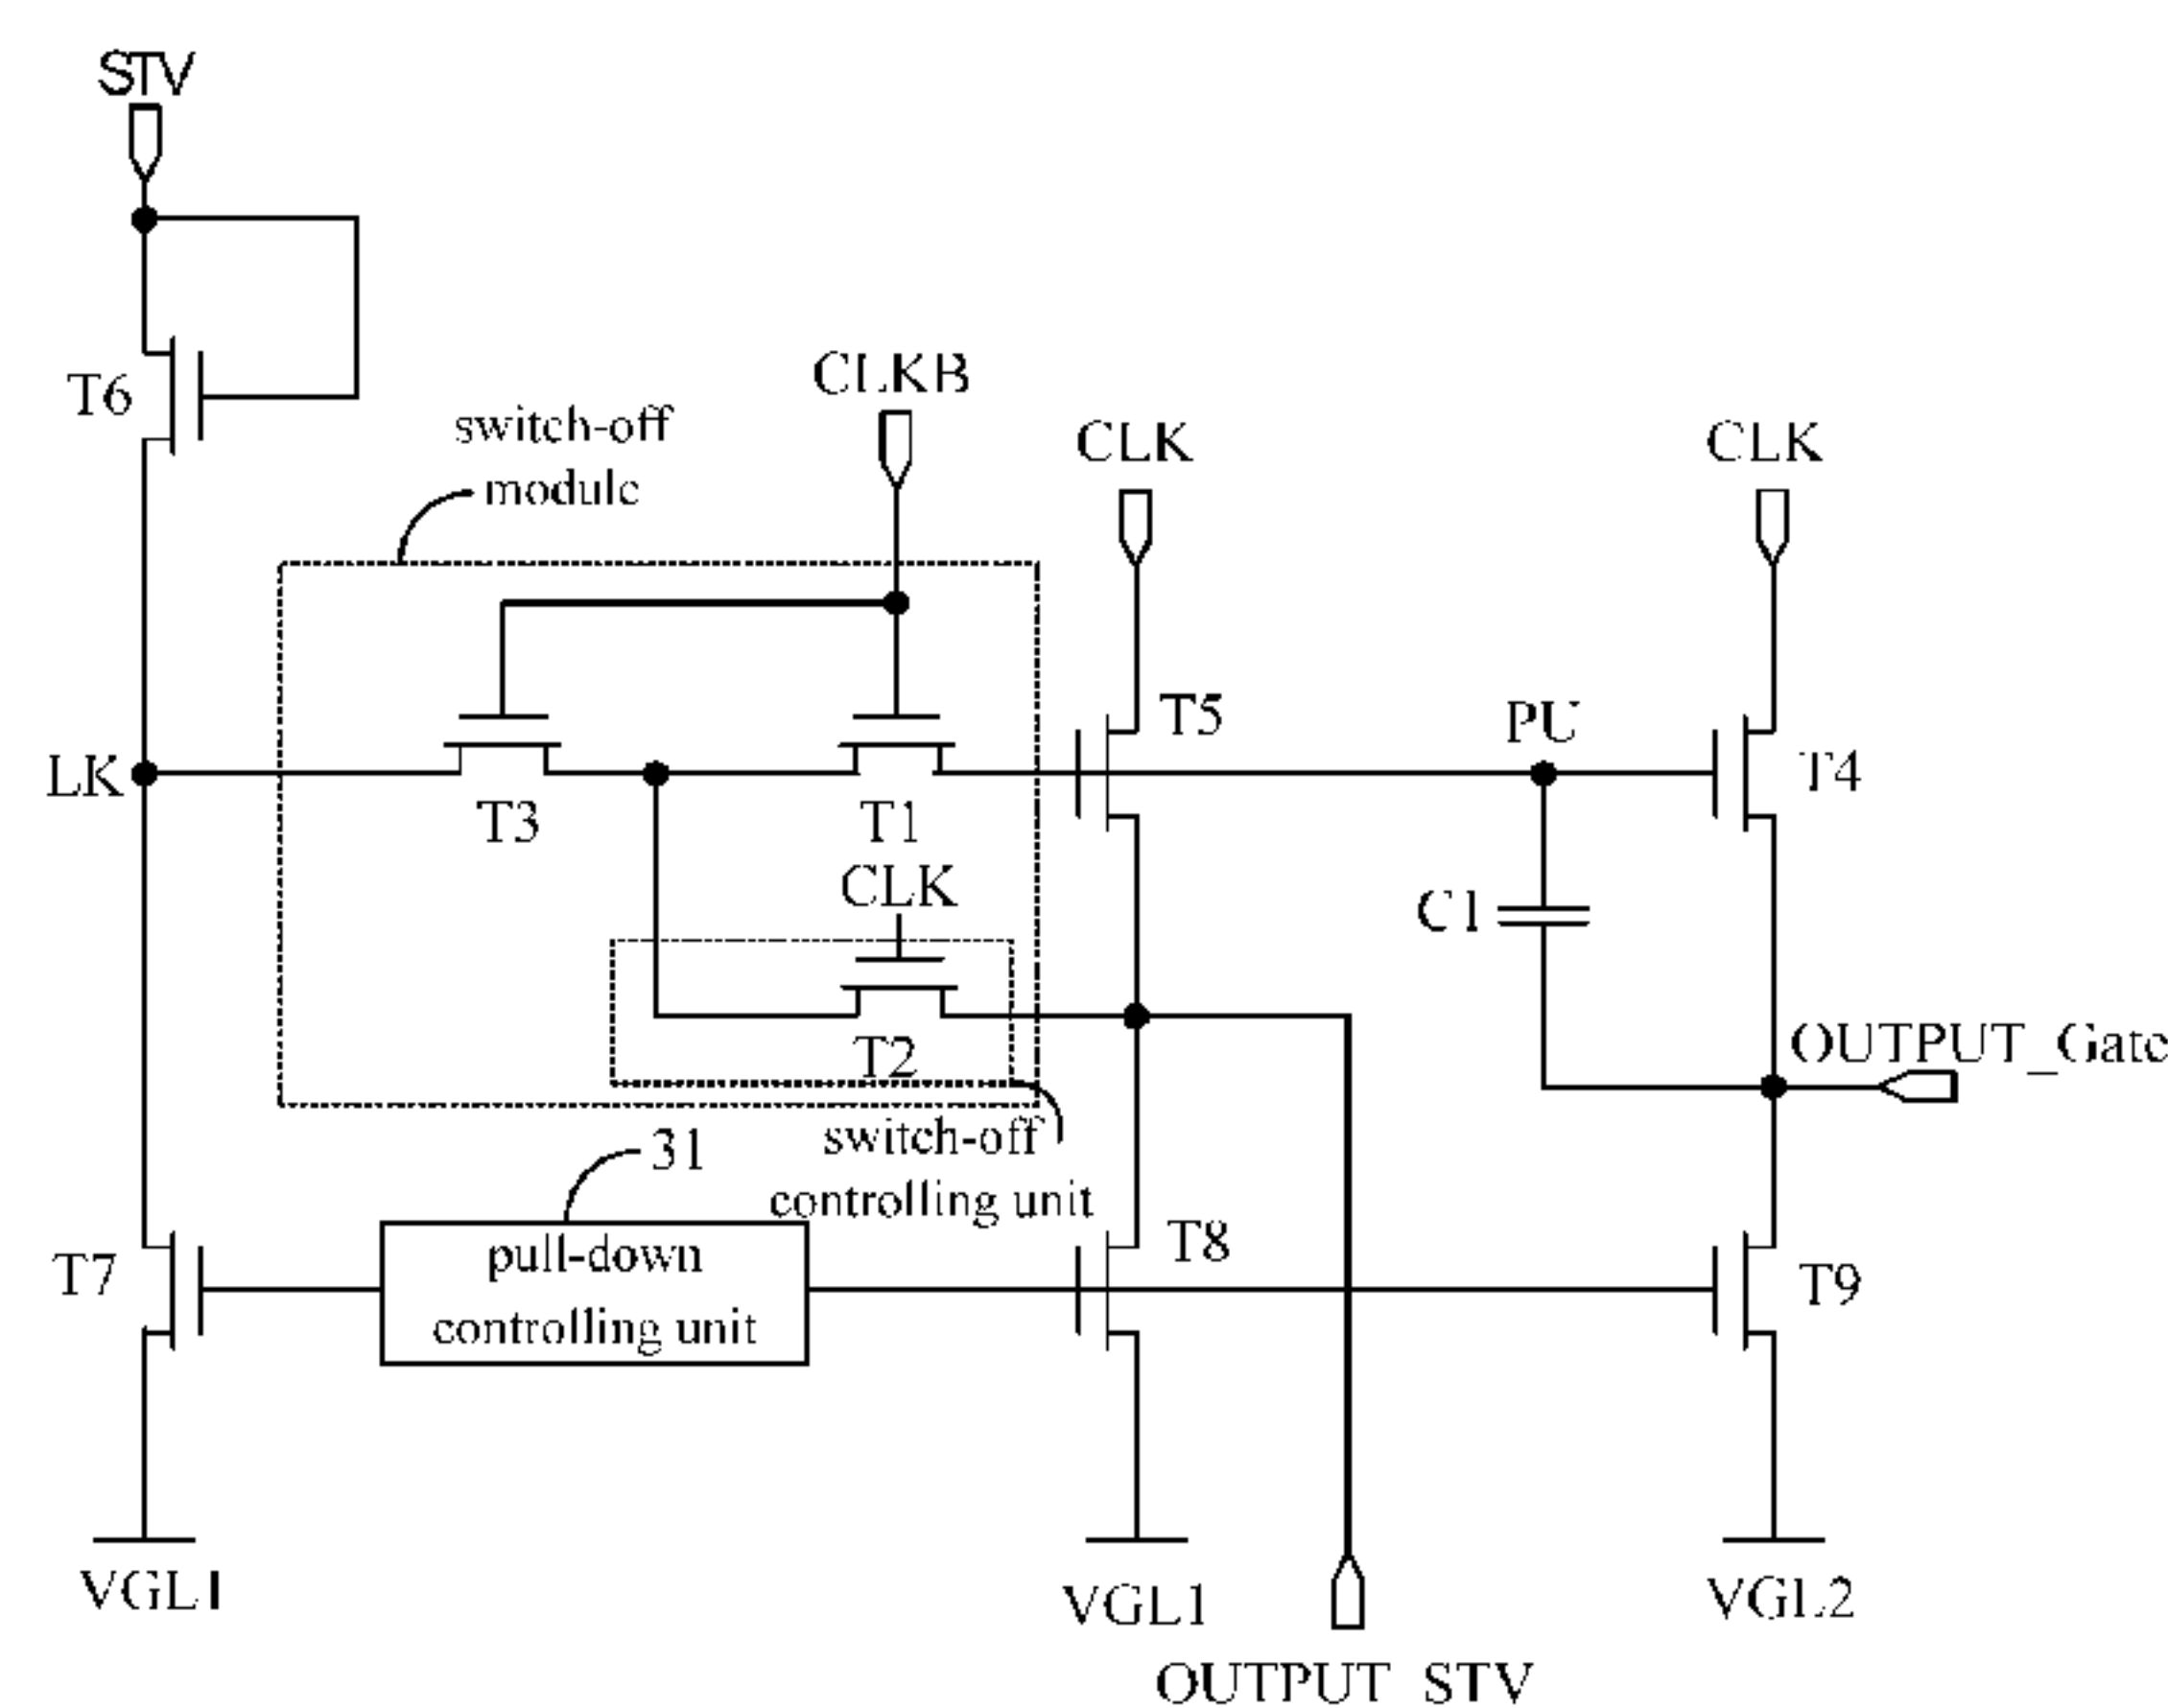 STV
T6
CLKB
switch-off
module
CLK
CLK
T5
PU
T4
LK
T3
T1
CLK
C1
T2
OUTPUT_Gate
switch-off
controlling unit
31
pull-down
controlling unit
T7
T8
T9
VGL1
VGL1
VGL2
OUTPUT_STV